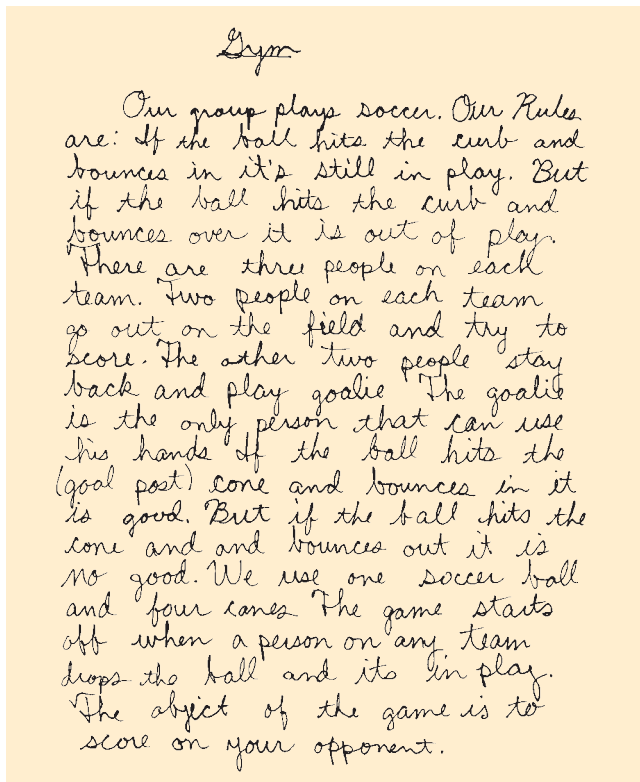 Gym
Our group plays soccer. Our Rules
are: If the ball hits the curb and
bounces in it's still in play. But
if the ball hits the curb and
bounces over it is out of play.
There are three people on each
team. Two people on each team
go out on the field and try to
score. The other two people stay
back and play goalie The goalie
is the only person that can use
his hands If the ball hits the
(goal post) cone and bounces in it
is good. But if the ball hits the
cone and and bounces out it is
no good. We use one soccer ball
and four cones The game starts
off when a person on any team
drops the ball and its in play.
The object of the game is to
score on your opponent.